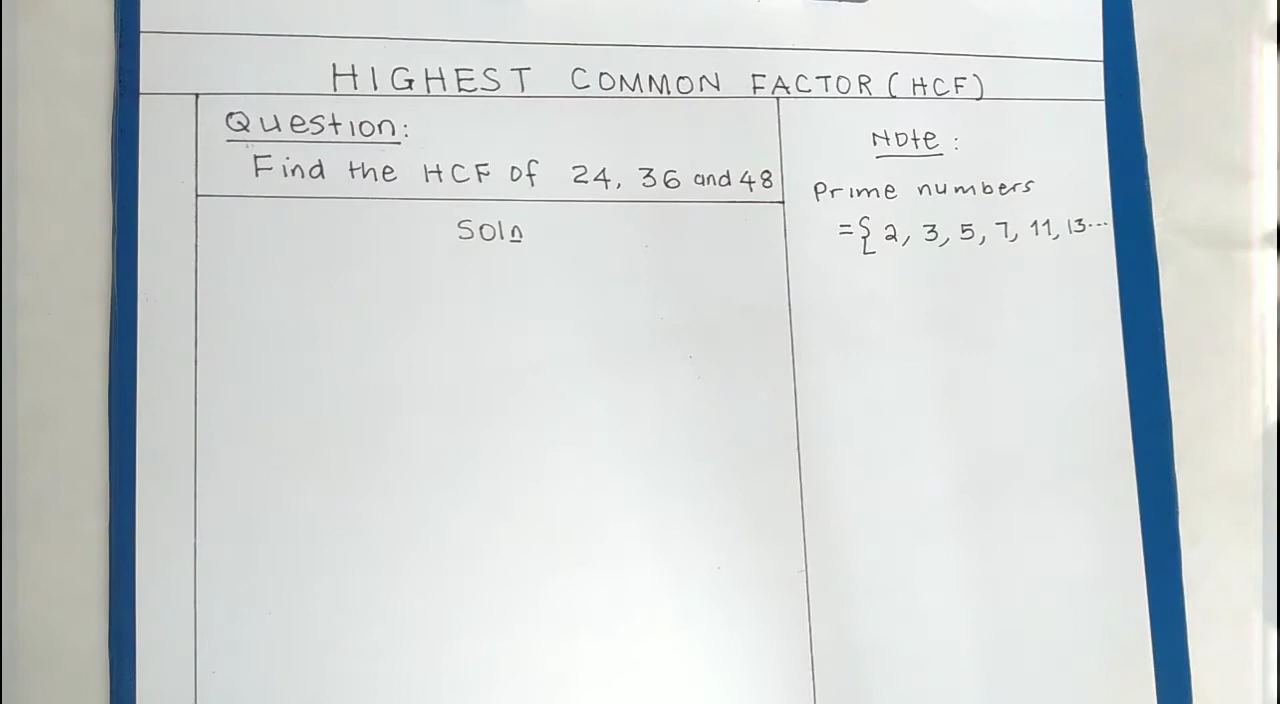 HIGHEST COMMON FACTOR (HCF)
Question:
Find the HCF of 24, 36 and 48
Soln
Note:
Prime numbers
={2, 3, 5, 7, 11, 13...